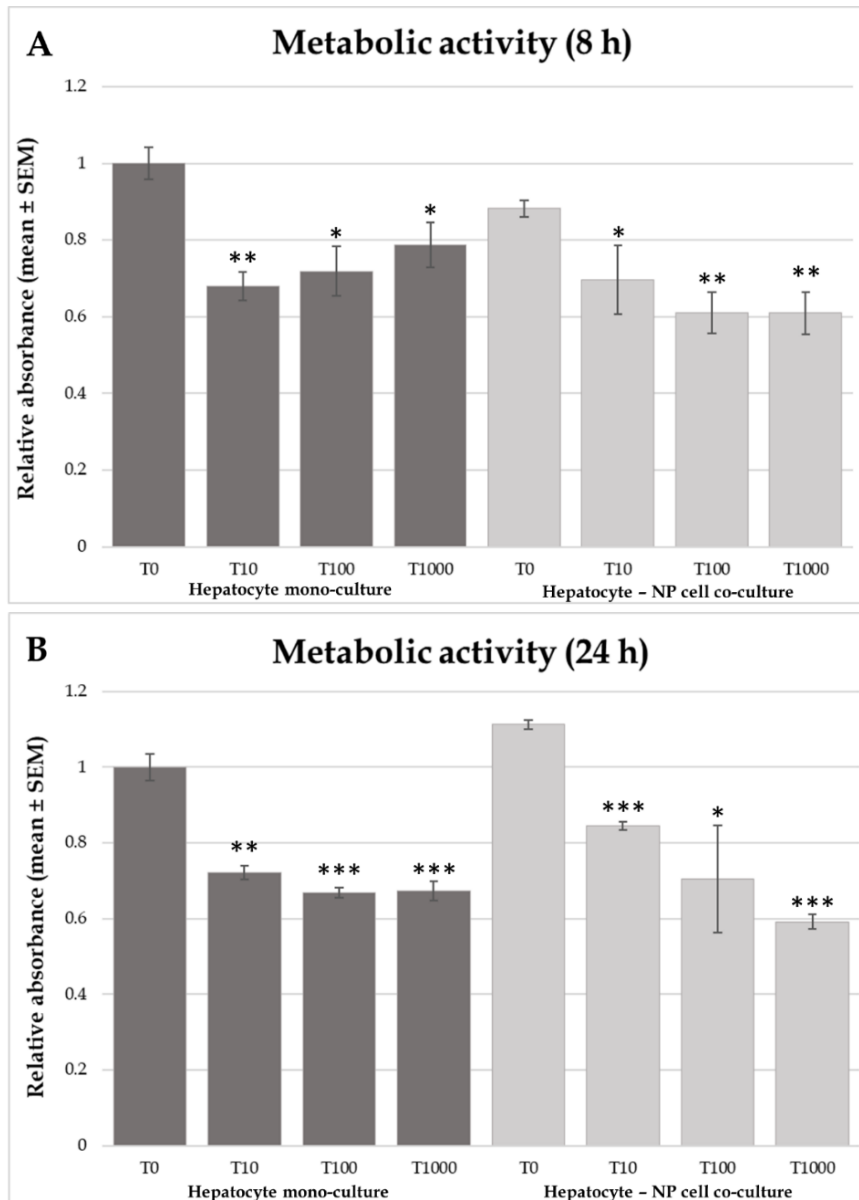 A
Metabolic activity (8 h)
Relative absorbance (mean ± SEM)
1.2
1
0.8
0.6
0.4
0.2
0
** * * * ** **
T0 T10 T100 T1000 T0 T10 T100 T1000
Hepatocyte mono-culture Hepatocyte – NP cell co-culture
B
Metabolic activity (24 h)
Relative absorbance (mean ± SEM)
1.2
1
0.8
0.6
0.4
0.2
0
** *** *** *** * ***
T0 T10 T100 T1000 T0 T10 T100 T1000
Hepatocyte mono-culture Hepatocyte – NP cell co-culture